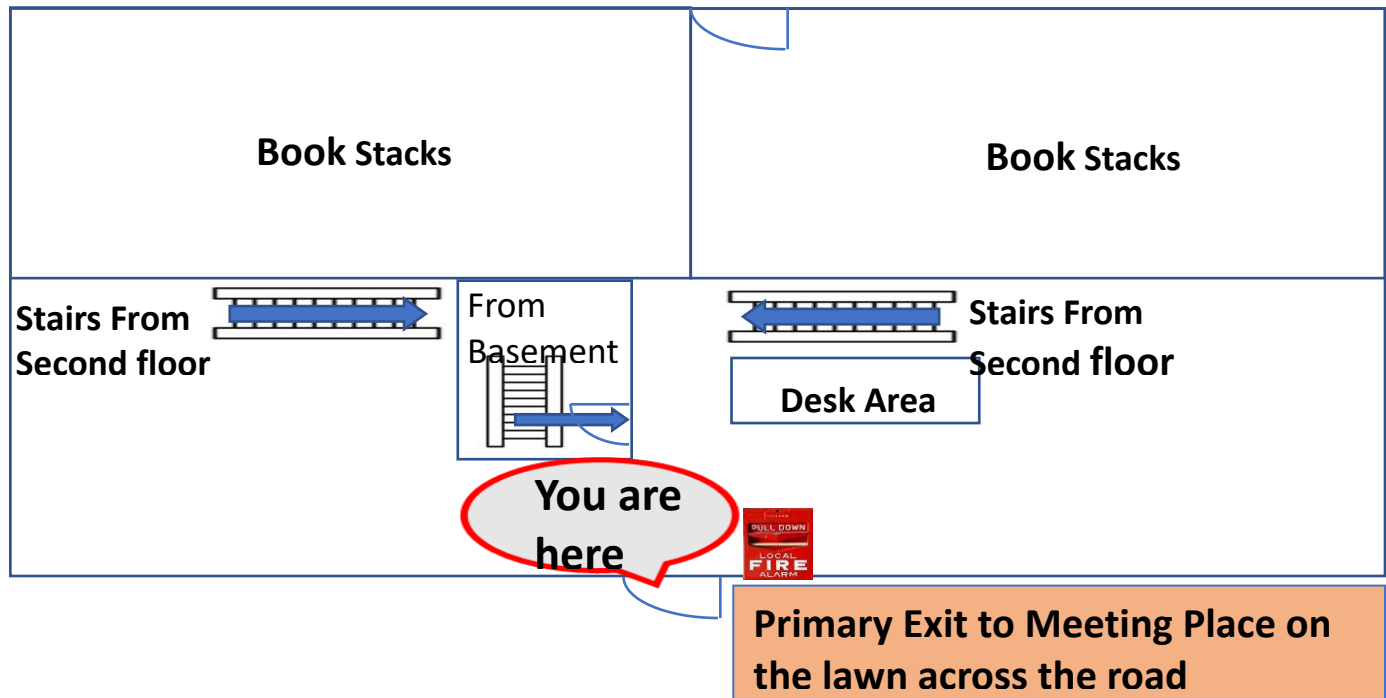 Book Stacks
Book Stacks
Stairs From
Second floor
From
Basement
Stairs From
Second floor
Desk Area
You are
here
PULL DOWN
LOCAL
FIRE
ALARM
Primary Exit to Meeting Place on
the lawn across the road